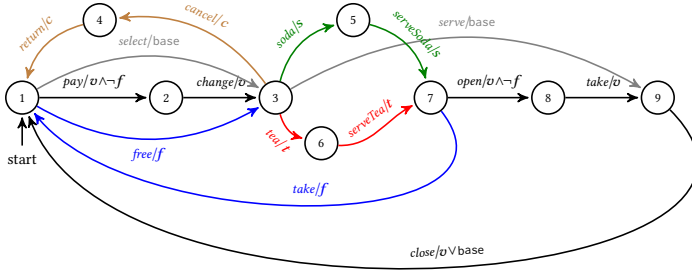 cancel/c
4
5
return/c
select/base
soda/s
serveSoda/s
serve/base
pay/v∧¬f
change/v
open/v∧¬f
take/v
1
2
3
7
8
9
start
tea/t
6
serveTea/t
free/f
take/f
close/v∨base